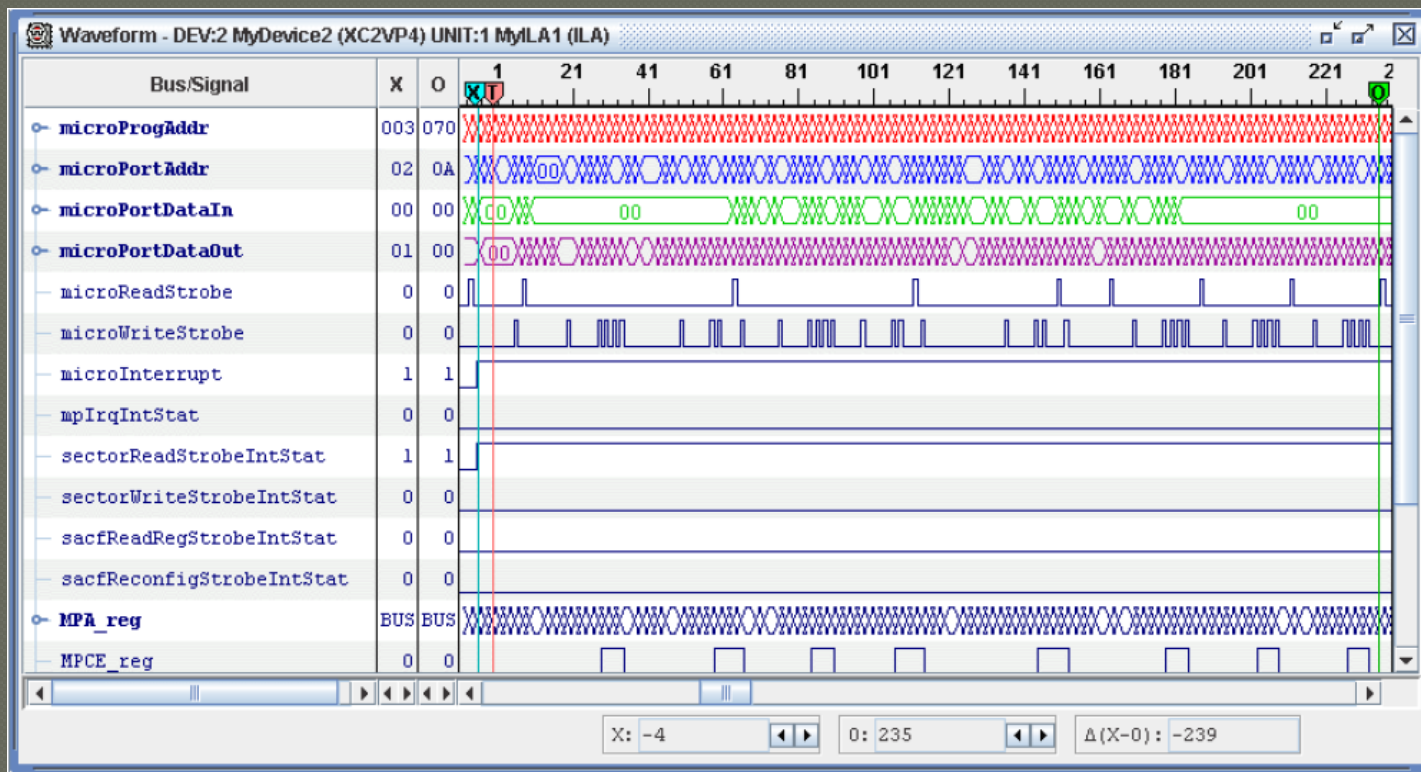 Waveform - DEV:2 MyDevice2 (XC2VP4) UNIT:1 MyILA1 (ILA)
Bus/Signal X O 1 21 41 61 81 101 121 141 161 181 201 221 2
X T O
microProgAddr 003 070
microPortAddr 02 0A 00
microPortDataIn 00 00 00 00 00
microPortDataOut 01 00 00
microReadStrobe 0 0
microWriteStrobe 0 0
microInterrupt 1 1
mpIrqIntStat 0 0
sectorReadStrobeIntStat 1 1
sectorWriteStrobeIntStat 0 0
sacfReadRegStrobeIntStat 0 0
sacfReconfigStrobeIntStat 0 0
MPA_reg BUS BUS
MPCE_reg 0 0
X: -4 O: 235 Δ(X-O): -239